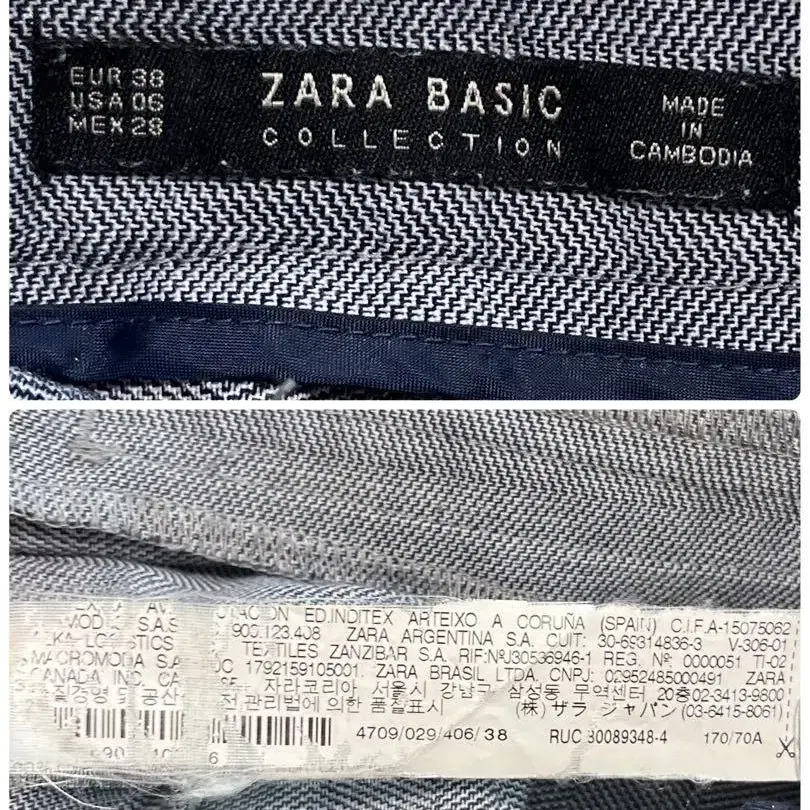 EUR 38
USA 06
MEX 28
ZARA BASIC
COLLECTION
MADE
IN
CAMBODIA
ED.INDITEX ARTEIXO A CORUÑA (SPAIN) C.I.F.A-15075062
S.A.S. 905.123.408 ZARA ARGENTINA S.A. CUIT: 30-69314836-3 V-306-01
TEXTILES ZANZIBAR S.A. RIF:NºJ30536946-1 REG. Nº 0000051 TI-02
MACROMODA S.A. 1792159105001. ZARA BRASIL LTDA. CNPJ: 02952485000491 ZARA
CANADA INC. 자라코리아 서울시 강남구 삼성동 무역센터 20층02-3413-9800
관리법에 의한 품질표시 (株) ザラ ジャパン (03-6415-8061)
4709/029/406/38 RUC 80089348-4 170/70A